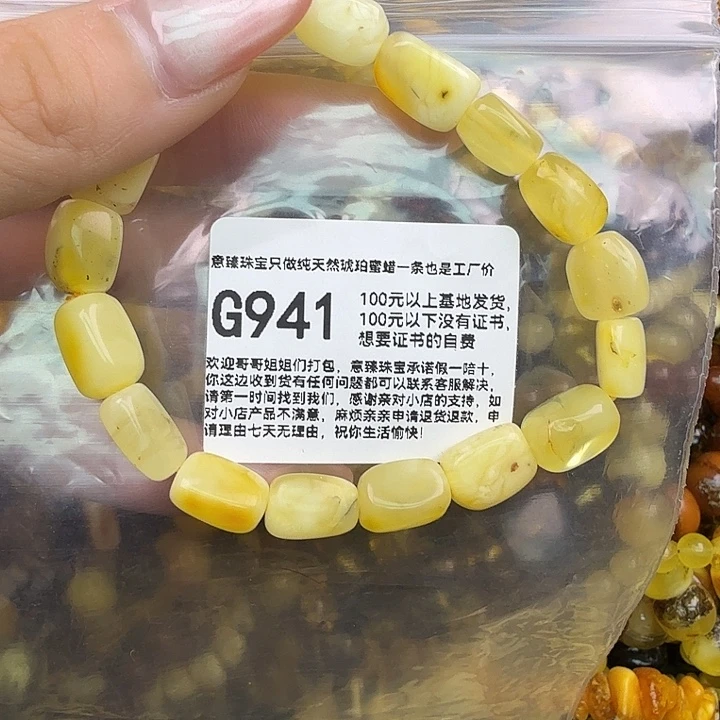 意臻珠宝只做纯天然琥珀蜜蜡一条也是工厂价
G941
100元以上基地发货，
100元以下没有证书，
想要证书的自费
欢迎哥哥姐姐们打包，意臻珠宝承诺假一赔十，
你这边收到货有任何问题都可以联系客服解决，
请第一时间找到我们，感谢亲对小店的支持，如
对小店产品不满意，麻烦亲亲申请退货退款，申
请理由七天无理由，祝你生活愉快！